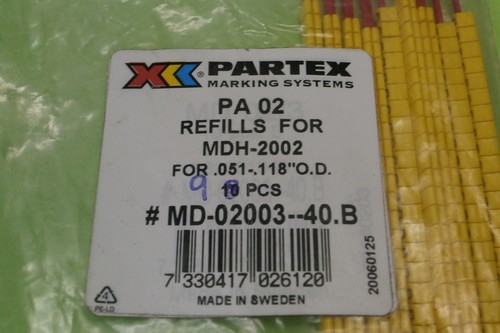 PARTEX
MARKING SYSTEMS
PA 02
REFILLS FOR
MDH-2002
FOR .051-.118"O.D.
10 PCS
# MD-02003--40.B
7 330417 026120
MADE IN SWEDEN
20060125
4
PE-LD